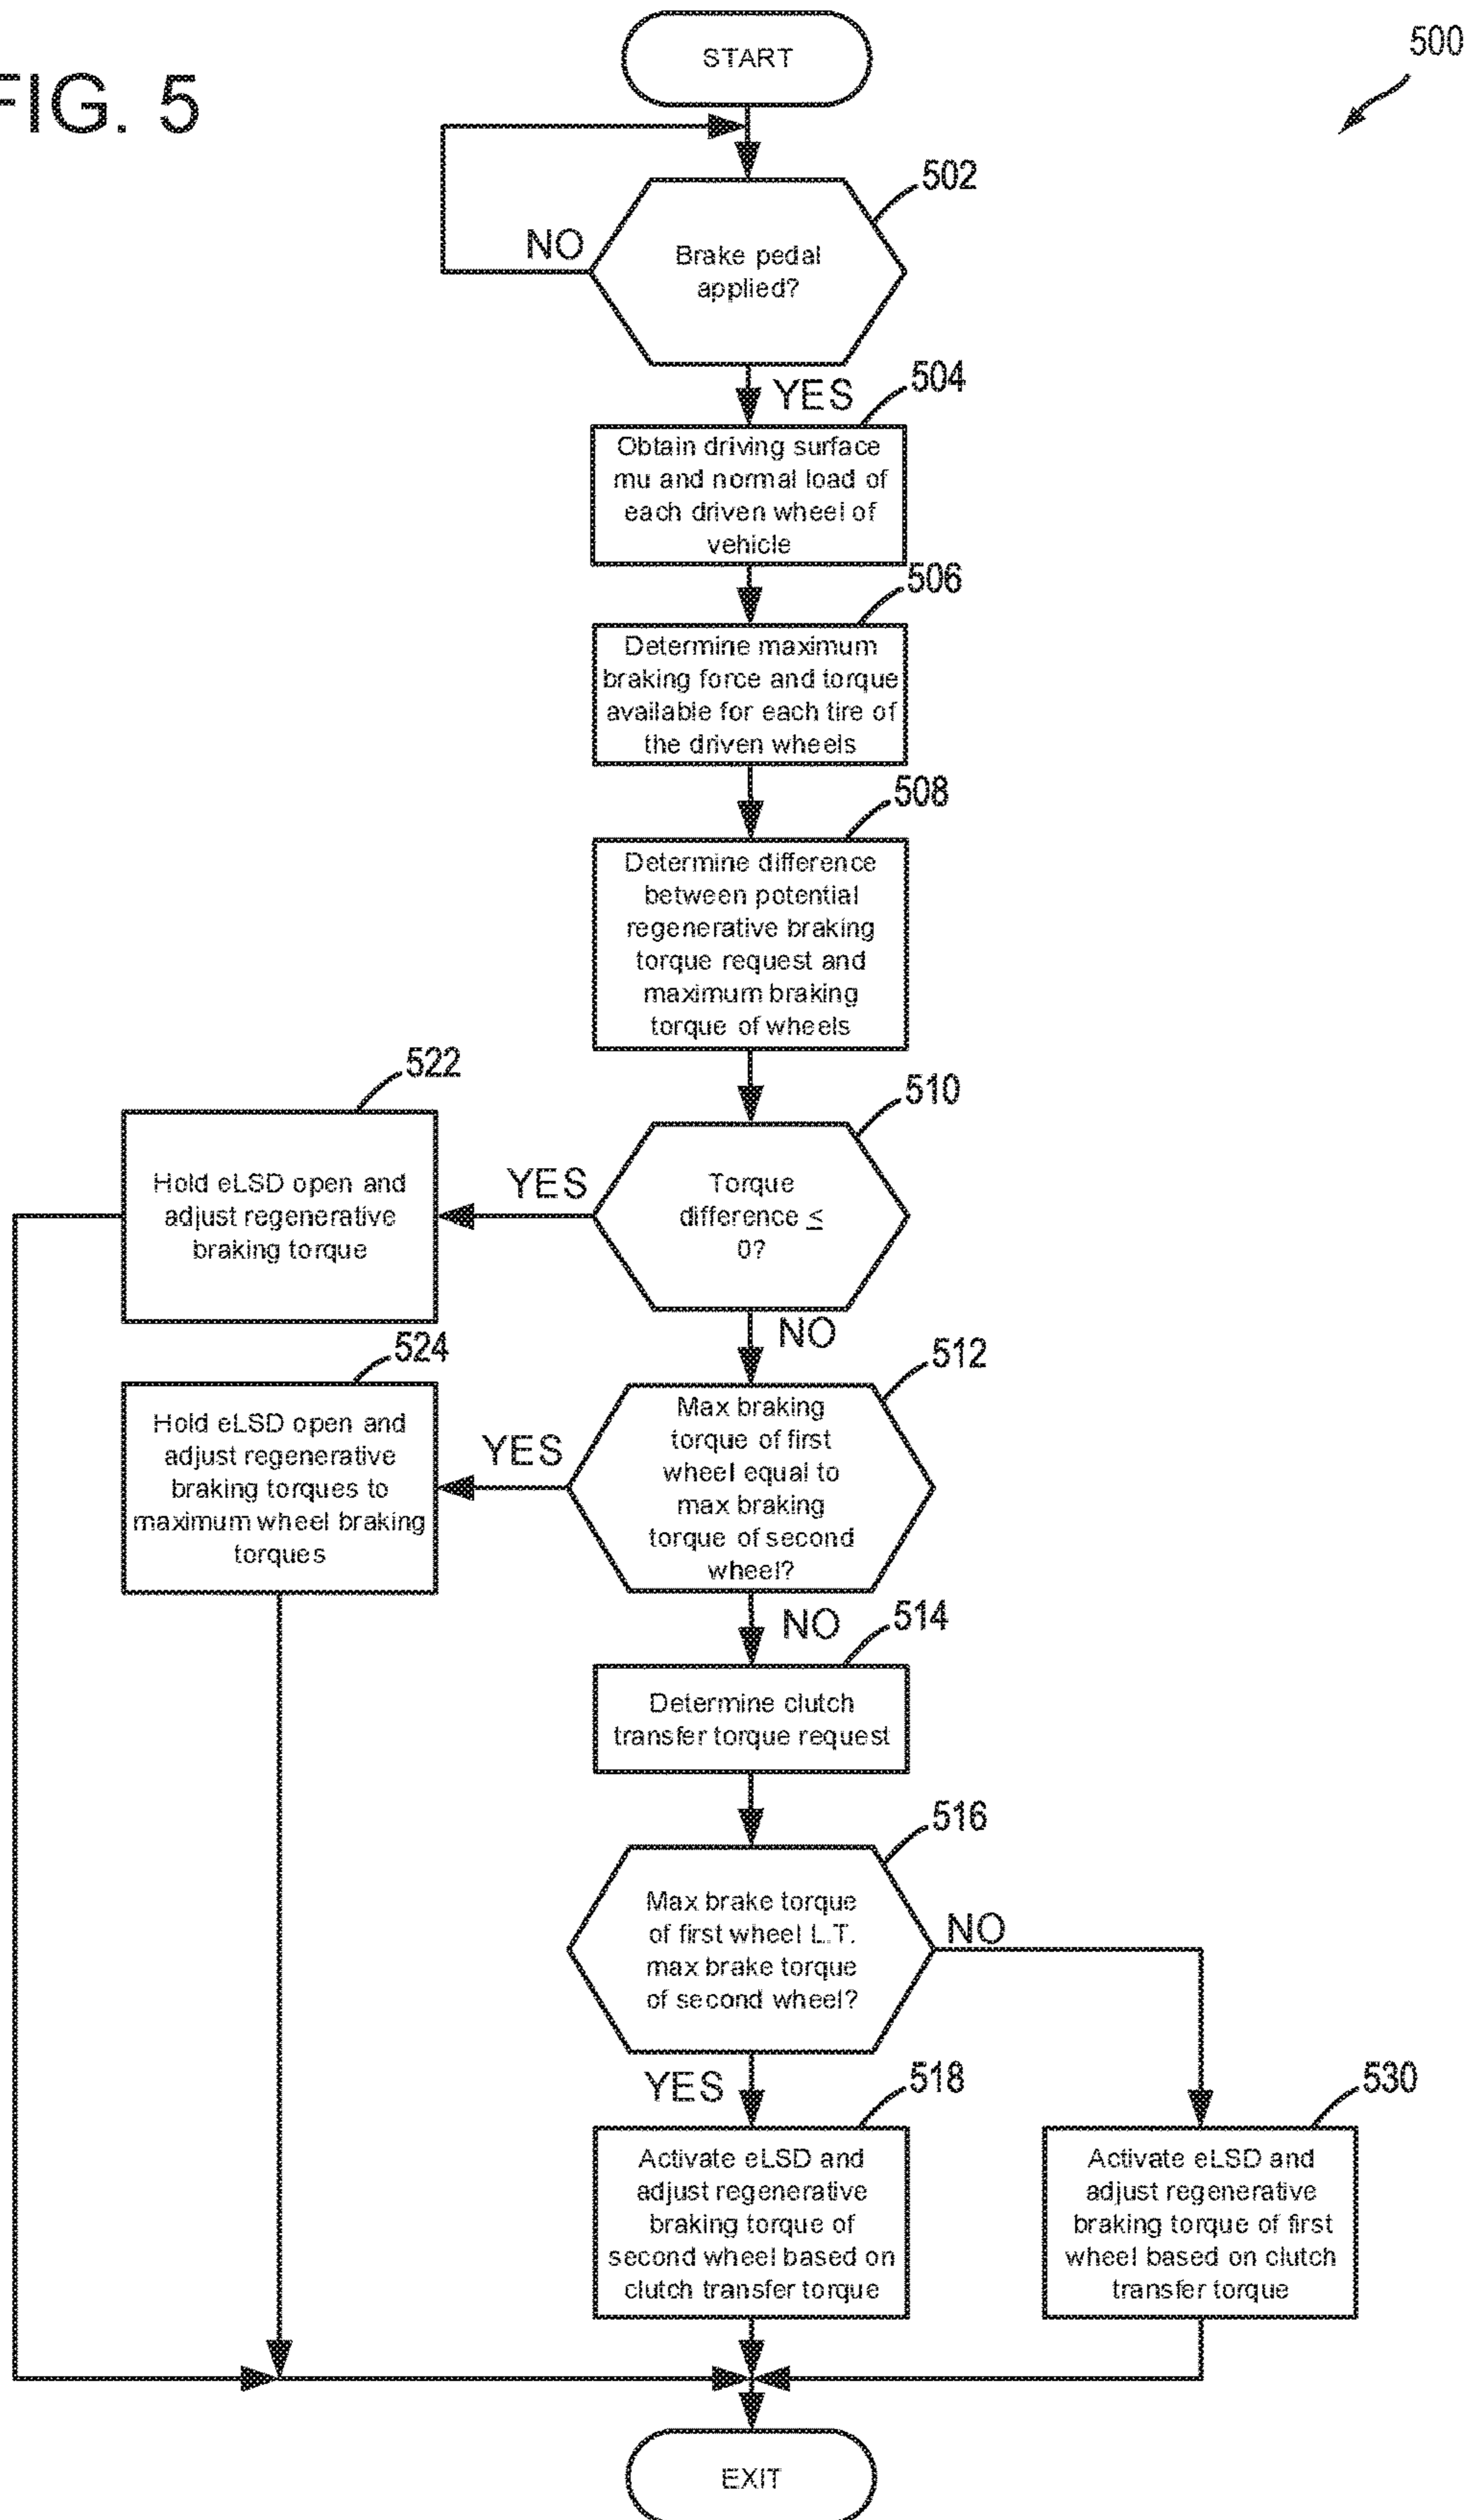 FIG. 5
500
START
502
Brake pedal
applied?
NO
YES
504
Obtain driving surface
mu and normal load of
each driven wheel of
vehicle
506
Determine maximum
braking force and torque
available for each tire of
the driven wheels
508
Determine difference
between potential
regenerative braking
torque request and
maximum braking
torque of wheels
510
Torque
difference ≤
0?
YES
522
Hold eLSD open and
adjust regenerative
braking torque
NO
512
Max braking
torque of first
wheel equal to
max braking
torque of second
wheel?
YES
524
Hold eLSD open and
adjust regenerative
braking torques to
maximum wheel braking
torques
NO
514
Determine clutch
transfer torque request
516
Max brake torque
of first wheel L.T.
max brake torque
of second wheel?
NO
YES
518
Activate eLSD and
adjust regenerative
braking torque of
second wheel based on
clutch transfer torque
530
Activate eLSD and
adjust regenerative
braking torque of first
wheel based on clutch
transfer torque
EXIT